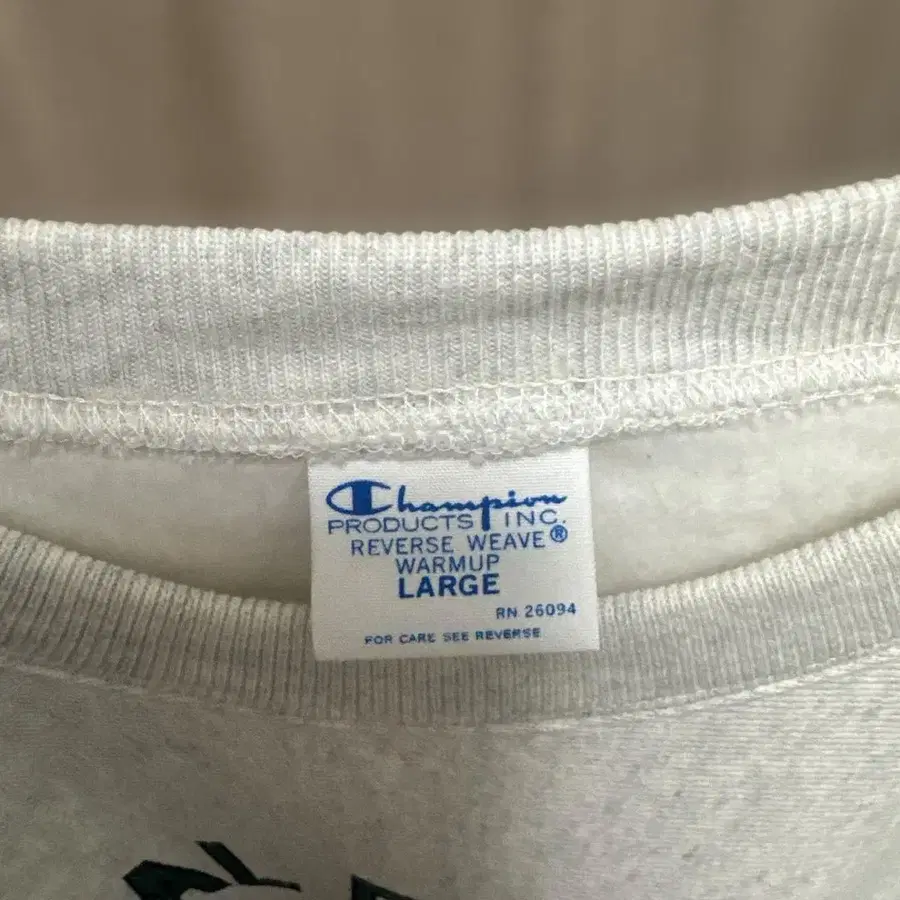 Champion
PRODUCTS INC.
REVERSE WEAVE®
WARMUP
LARGE
RN 26094
FOR CARE SEE REVERSE